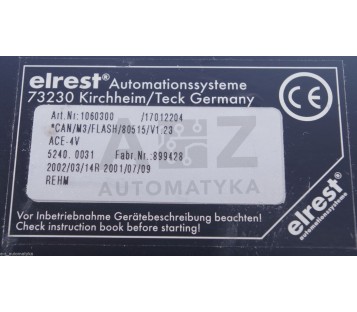 elrest® Automationssysteme
73230 Kirchheim/Teck Germany
Art.Nr:1060300 /17012204
*CAN/M3/FLASH/80515/V1.23
ACE-4V
5240.0031 Fabr.Nr.:899428
2002/03/14R 2001/07/09
REHM
CE
A2Z
AUTOMATYKA
Vor Inbetriebnahme Gerätebeschreibung beachten!
Check instruction book before starting!
elrest®
automationssysteme